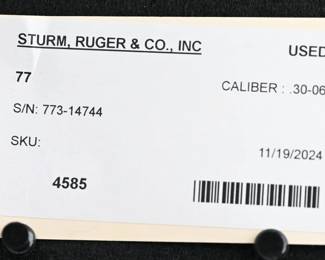 STURM, RUGER & CO., INC
USED
77
CALIBER : .30-06
S/N: 773-14744
SKU:
11/19/2024
4585